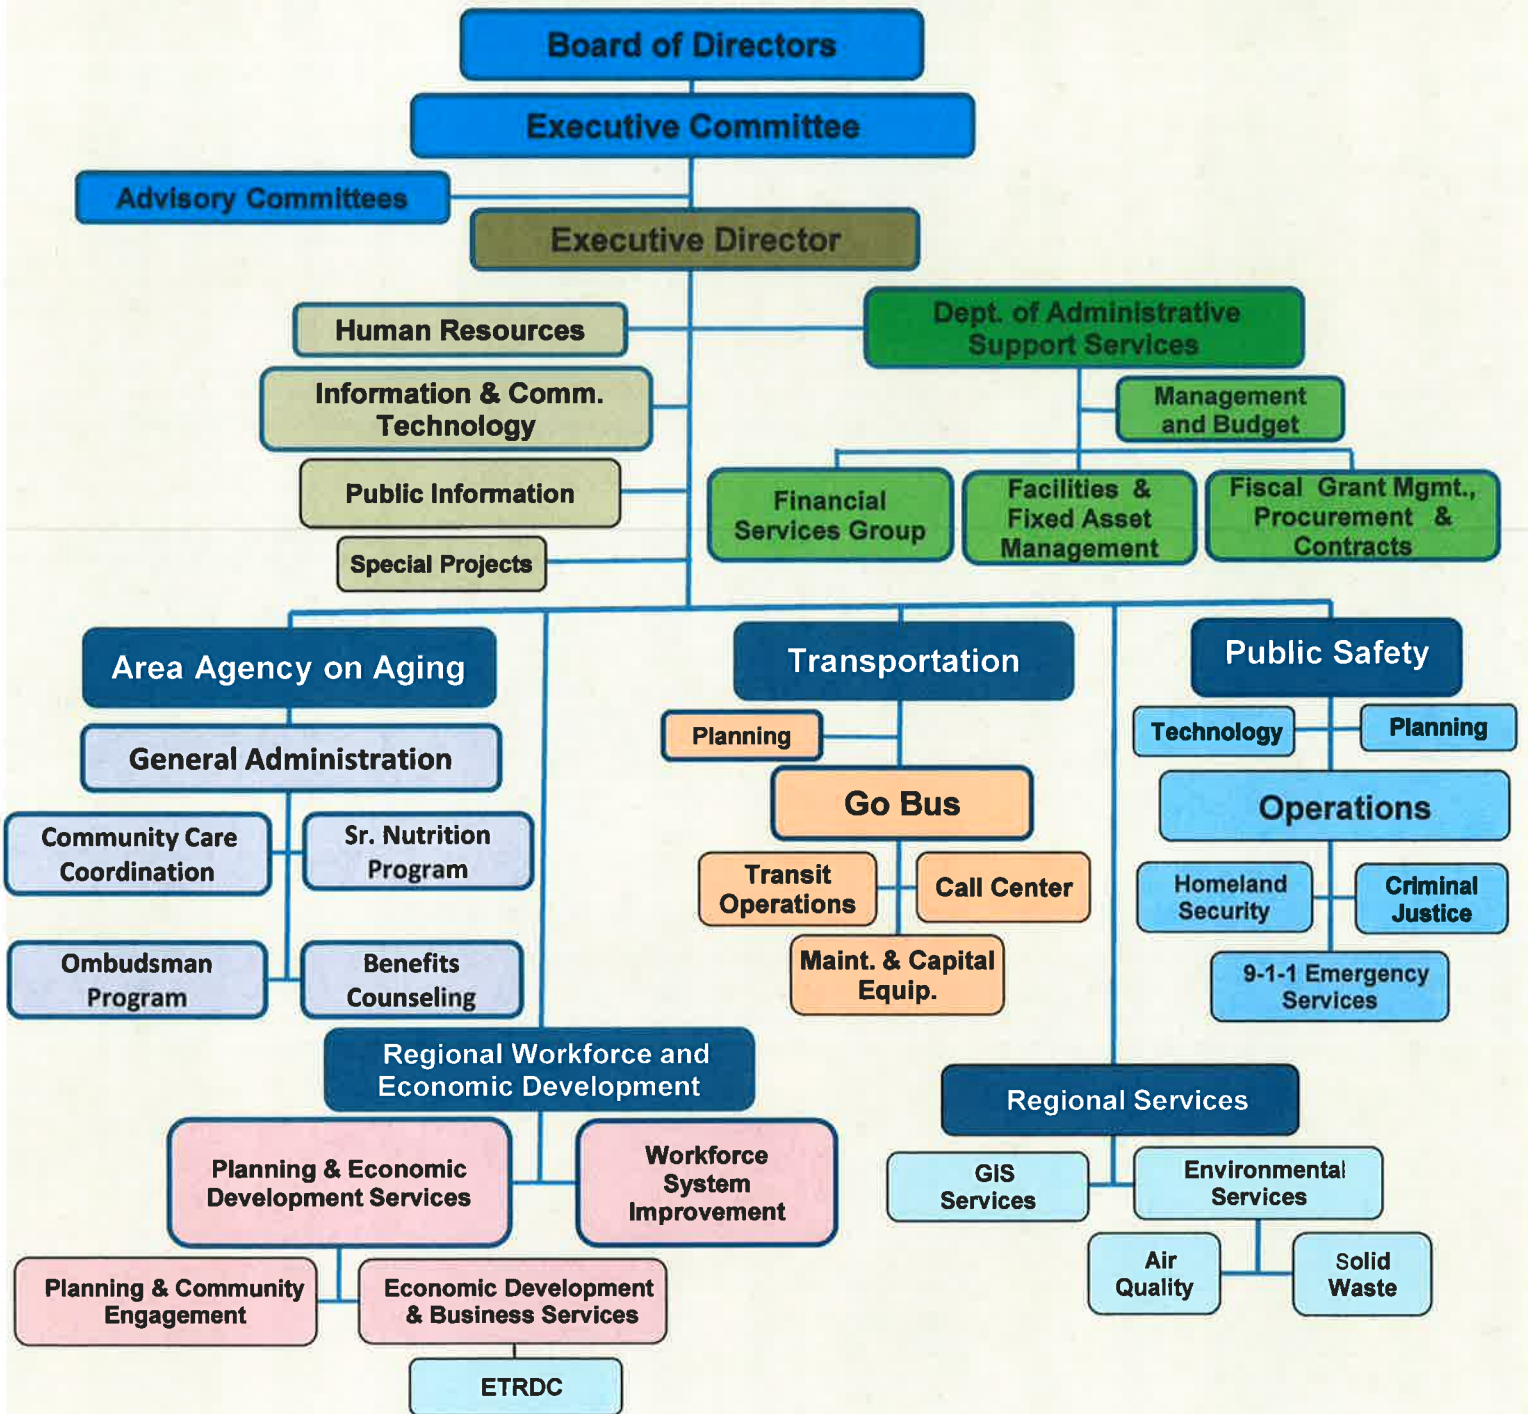 Board of Directors
Executive Committee
Advisory Committees
Executive Director
Human Resources
Dept. of Administrative
Support Services
Information & Comm.
Technology
Management
and Budget
Public Information
Financial
Services Group
Facilities &
Fixed Asset
Management
Fiscal Grant Mgmt.,
Procurement &
Contracts
Special Projects
Area Agency on Aging
General Administration
Community Care
Coordination
Sr. Nutrition
Program
Ombudsman
Program
Benefits
Counseling
Transportation
Planning
Go Bus
Transit
Operations
Call Center
Maint. & Capital
Equip.
Public Safety
Technology
Planning
Operations
Homeland
Security
Criminal
Justice
9-1-1 Emergency
Services
Regional Workforce and
Economic Development
Planning & Economic
Development Services
Workforce
System
Improvement
Planning & Community
Engagement
Economic Development
& Business Services
ETRDC
Regional Services
GIS
Services
Environmental
Services
Air
Quality
Solid
Waste